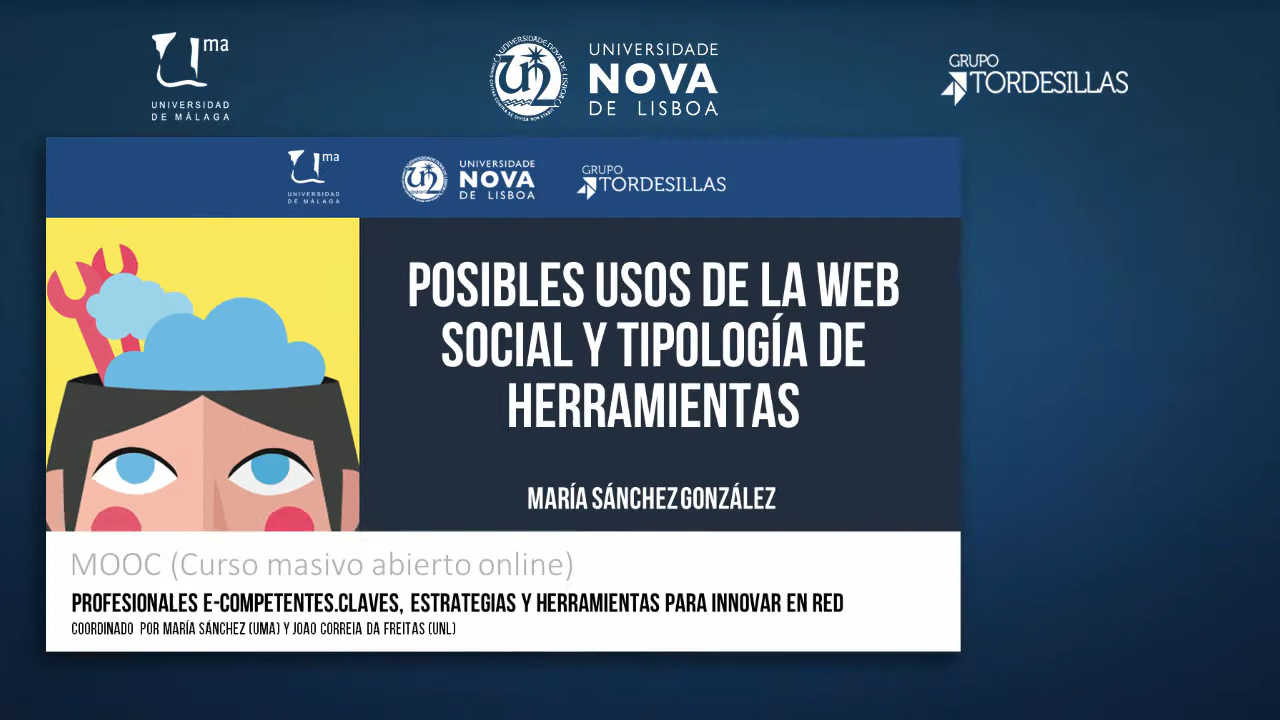 uma
UNIVERSIDAD
DE MÁLAGA
UNIVERSIDADE
NOVA
DE LISBOA
GRUPO
TORDESILLAS
uma
UNIVERSIDAD
DE MÁLAGA
UNIVERSIDADE
NOVA
DE LISBOA
GRUPO
TORDESILLAS
POSIBLES USOS DE LA WEB
SOCIAL Y TIPOLOGÍA DE
HERRAMIENTAS
MARÍA SÁNCHEZ GONZÁLEZ
MOOC (Curso masivo abierto online)
PROFESIONALES E-COMPETENTES.CLAVES, ESTRATEGIAS Y HERRAMIENTAS PARA INNOVAR EN RED
COORDINADO POR MARÍA SÁNCHEZ (UMA) Y JOAO CORREIA DA FREITAS (UNL)